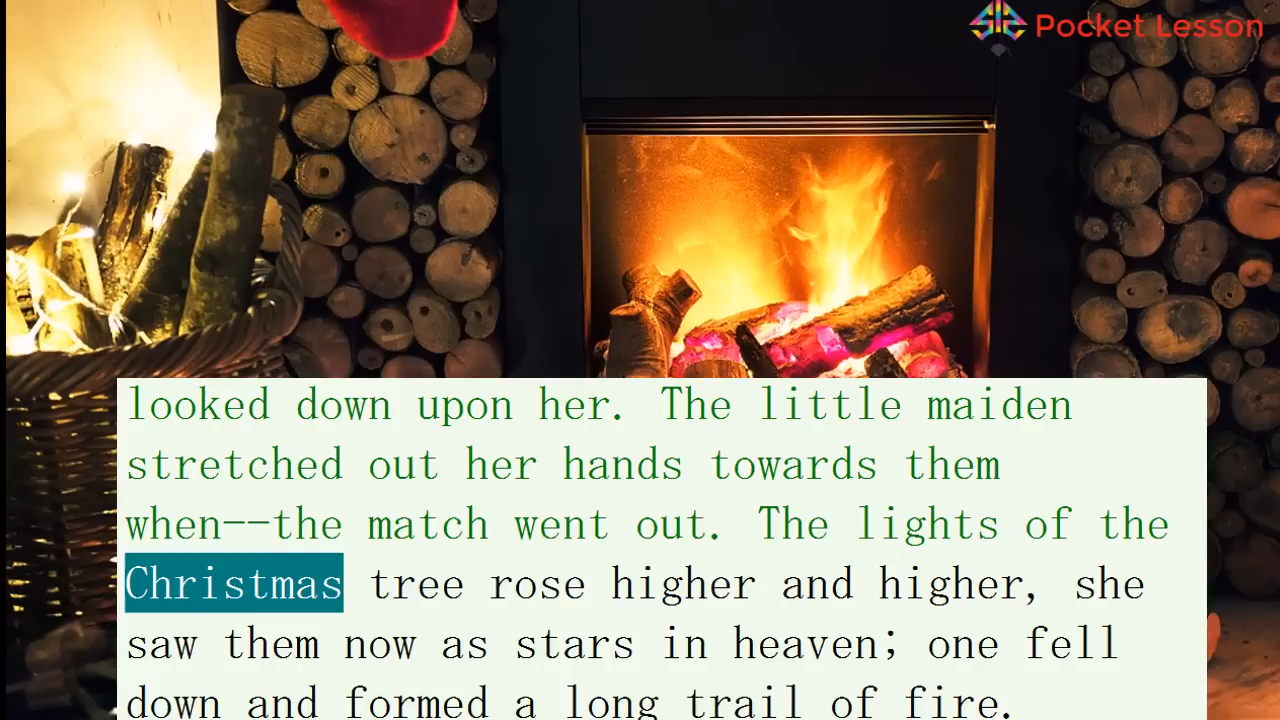 Pocket Lesson
looked down upon her. The little maiden
stretched out her hands towards them
when--the match went out. The lights of the
Christmas tree rose higher and higher, she
saw them now as stars in heaven; one fell
down and formed a long trail of fire.